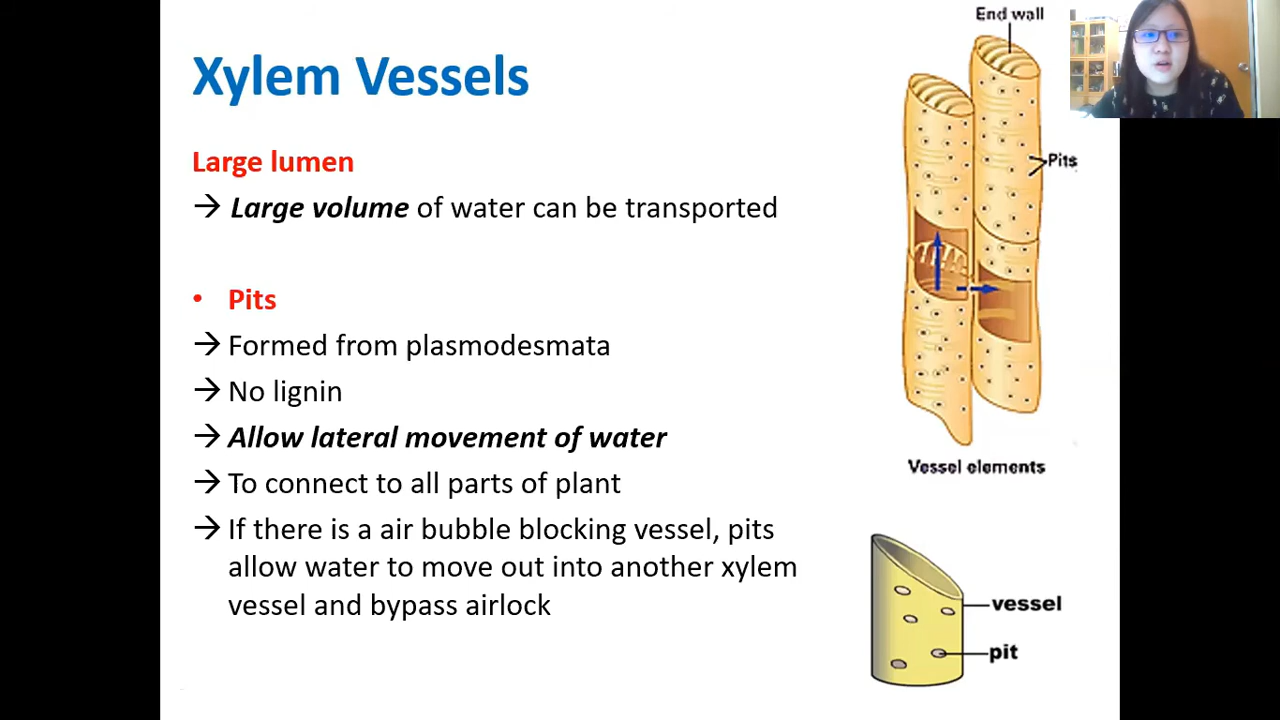 Xylem Vessels
Large lumen
→ Large volume of water can be transported
• Pits
→ Formed from plasmodesmata
→ No lignin
→ Allow lateral movement of water
→ To connect to all parts of plant
→ If there is a air bubble blocking vessel, pits
allow water to move out into another xylem
vessel and bypass airlock
End wall
Pits
Vessel elements
vessel
pit